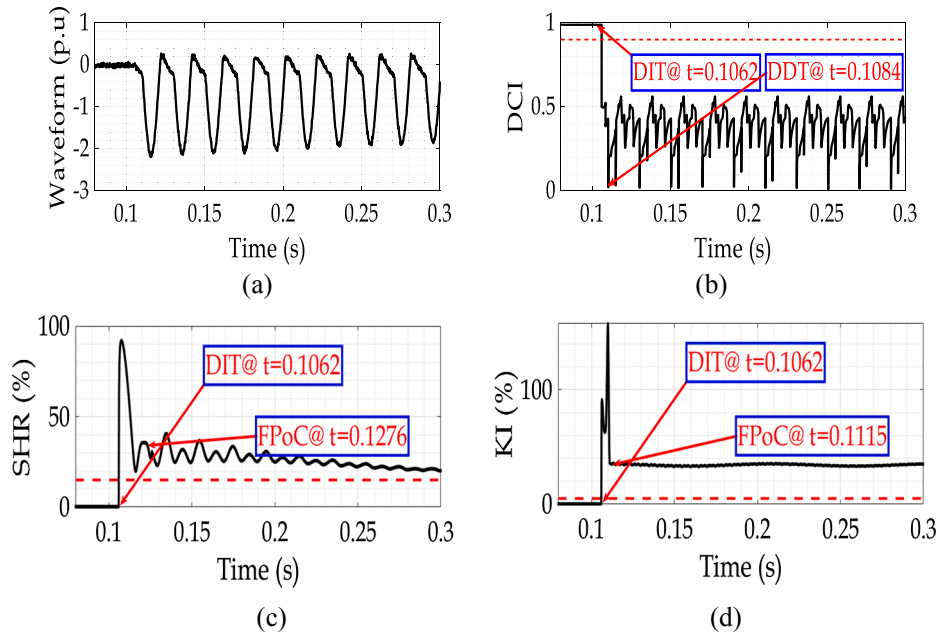 Waveform (p.u)
1
0
-1
-2
-3
0.1
0.15
0.2
0.25
0.3
Time (s)
(a)
DCI
1
0.5
1
DIT@ t=0.1062
DDT@ t=0.1084
0.1
0.15
0.2
0.25
0.3
Time (s)
(b)
SHR (%)
100
50
0
DIT@ t=0.1062
FPoC@ t=0.1276
0.1
0.15
0.2
0.25
0.3
Time (s)
(c)
KI (%)
100
0
DIT@ t=0.1062
FPoC@ t=0.1115
0.1
0.15
0.2
0.25
0.3
Time (s)
(d)